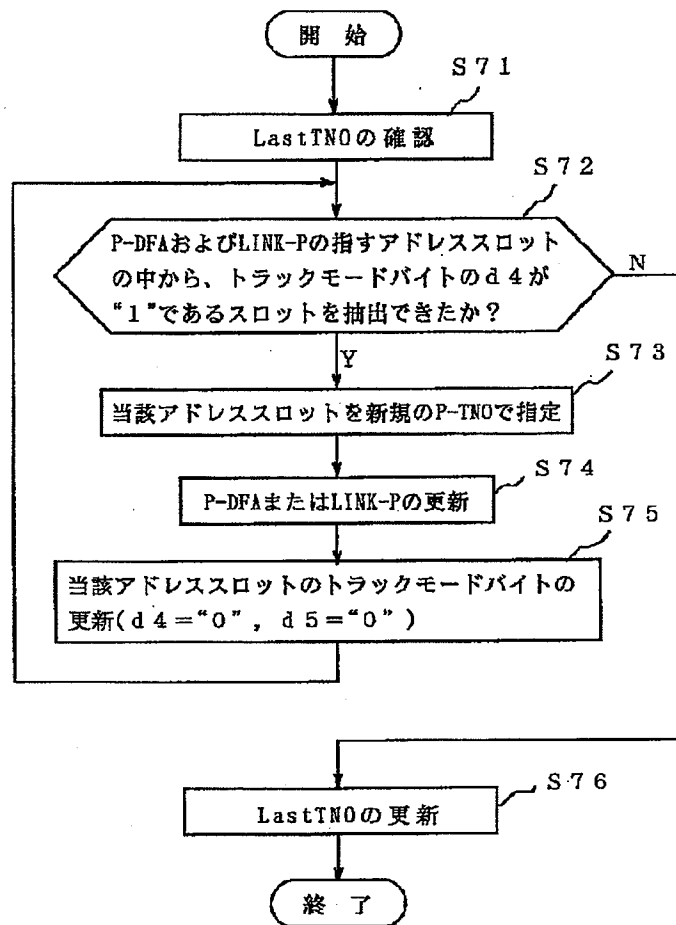 開 始
S71
LastTNOの確認
S72
P-DFAおよびLINK-Pの指すアドレススロット
の中から、トラックモードバイトのd4が
“1”であるスロットを抽出できたか?
N
Y
S73
当該アドレススロットを新規のP-TNOで指定
S74
P-DFAまたはLINK-Pの更新
S75
当該アドレススロットのトラックモードバイトの
更新(d4=“0”, d5=“0”)
S76
LastTNOの更新
終 了